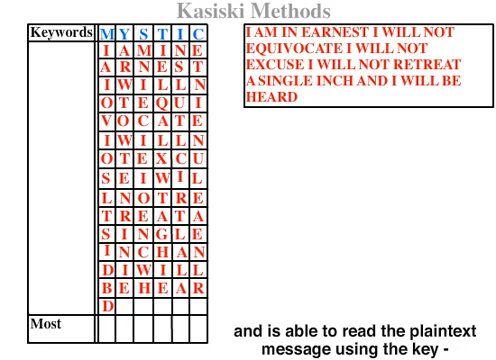 Kasiski Methods
Keywords M Y S T I C
I A M I N E
A R N E S T
I W I L L N
O T E Q U I
V O C A T E
I W I L L N
O T E X C U
S E I W I L
L N O T R E
T R E A T A
S I N G L E
I N C H A N
D I W I L L
B E H E A R
D
Most
I AM IN EARNEST I WILL NOT
EQUIVOCATE I WILL NOT
EXCUSE I WILL NOT RETREAT
A SINGLE INCH AND I WILL BE
HEARD
and is able to read the plaintext
message using the key -